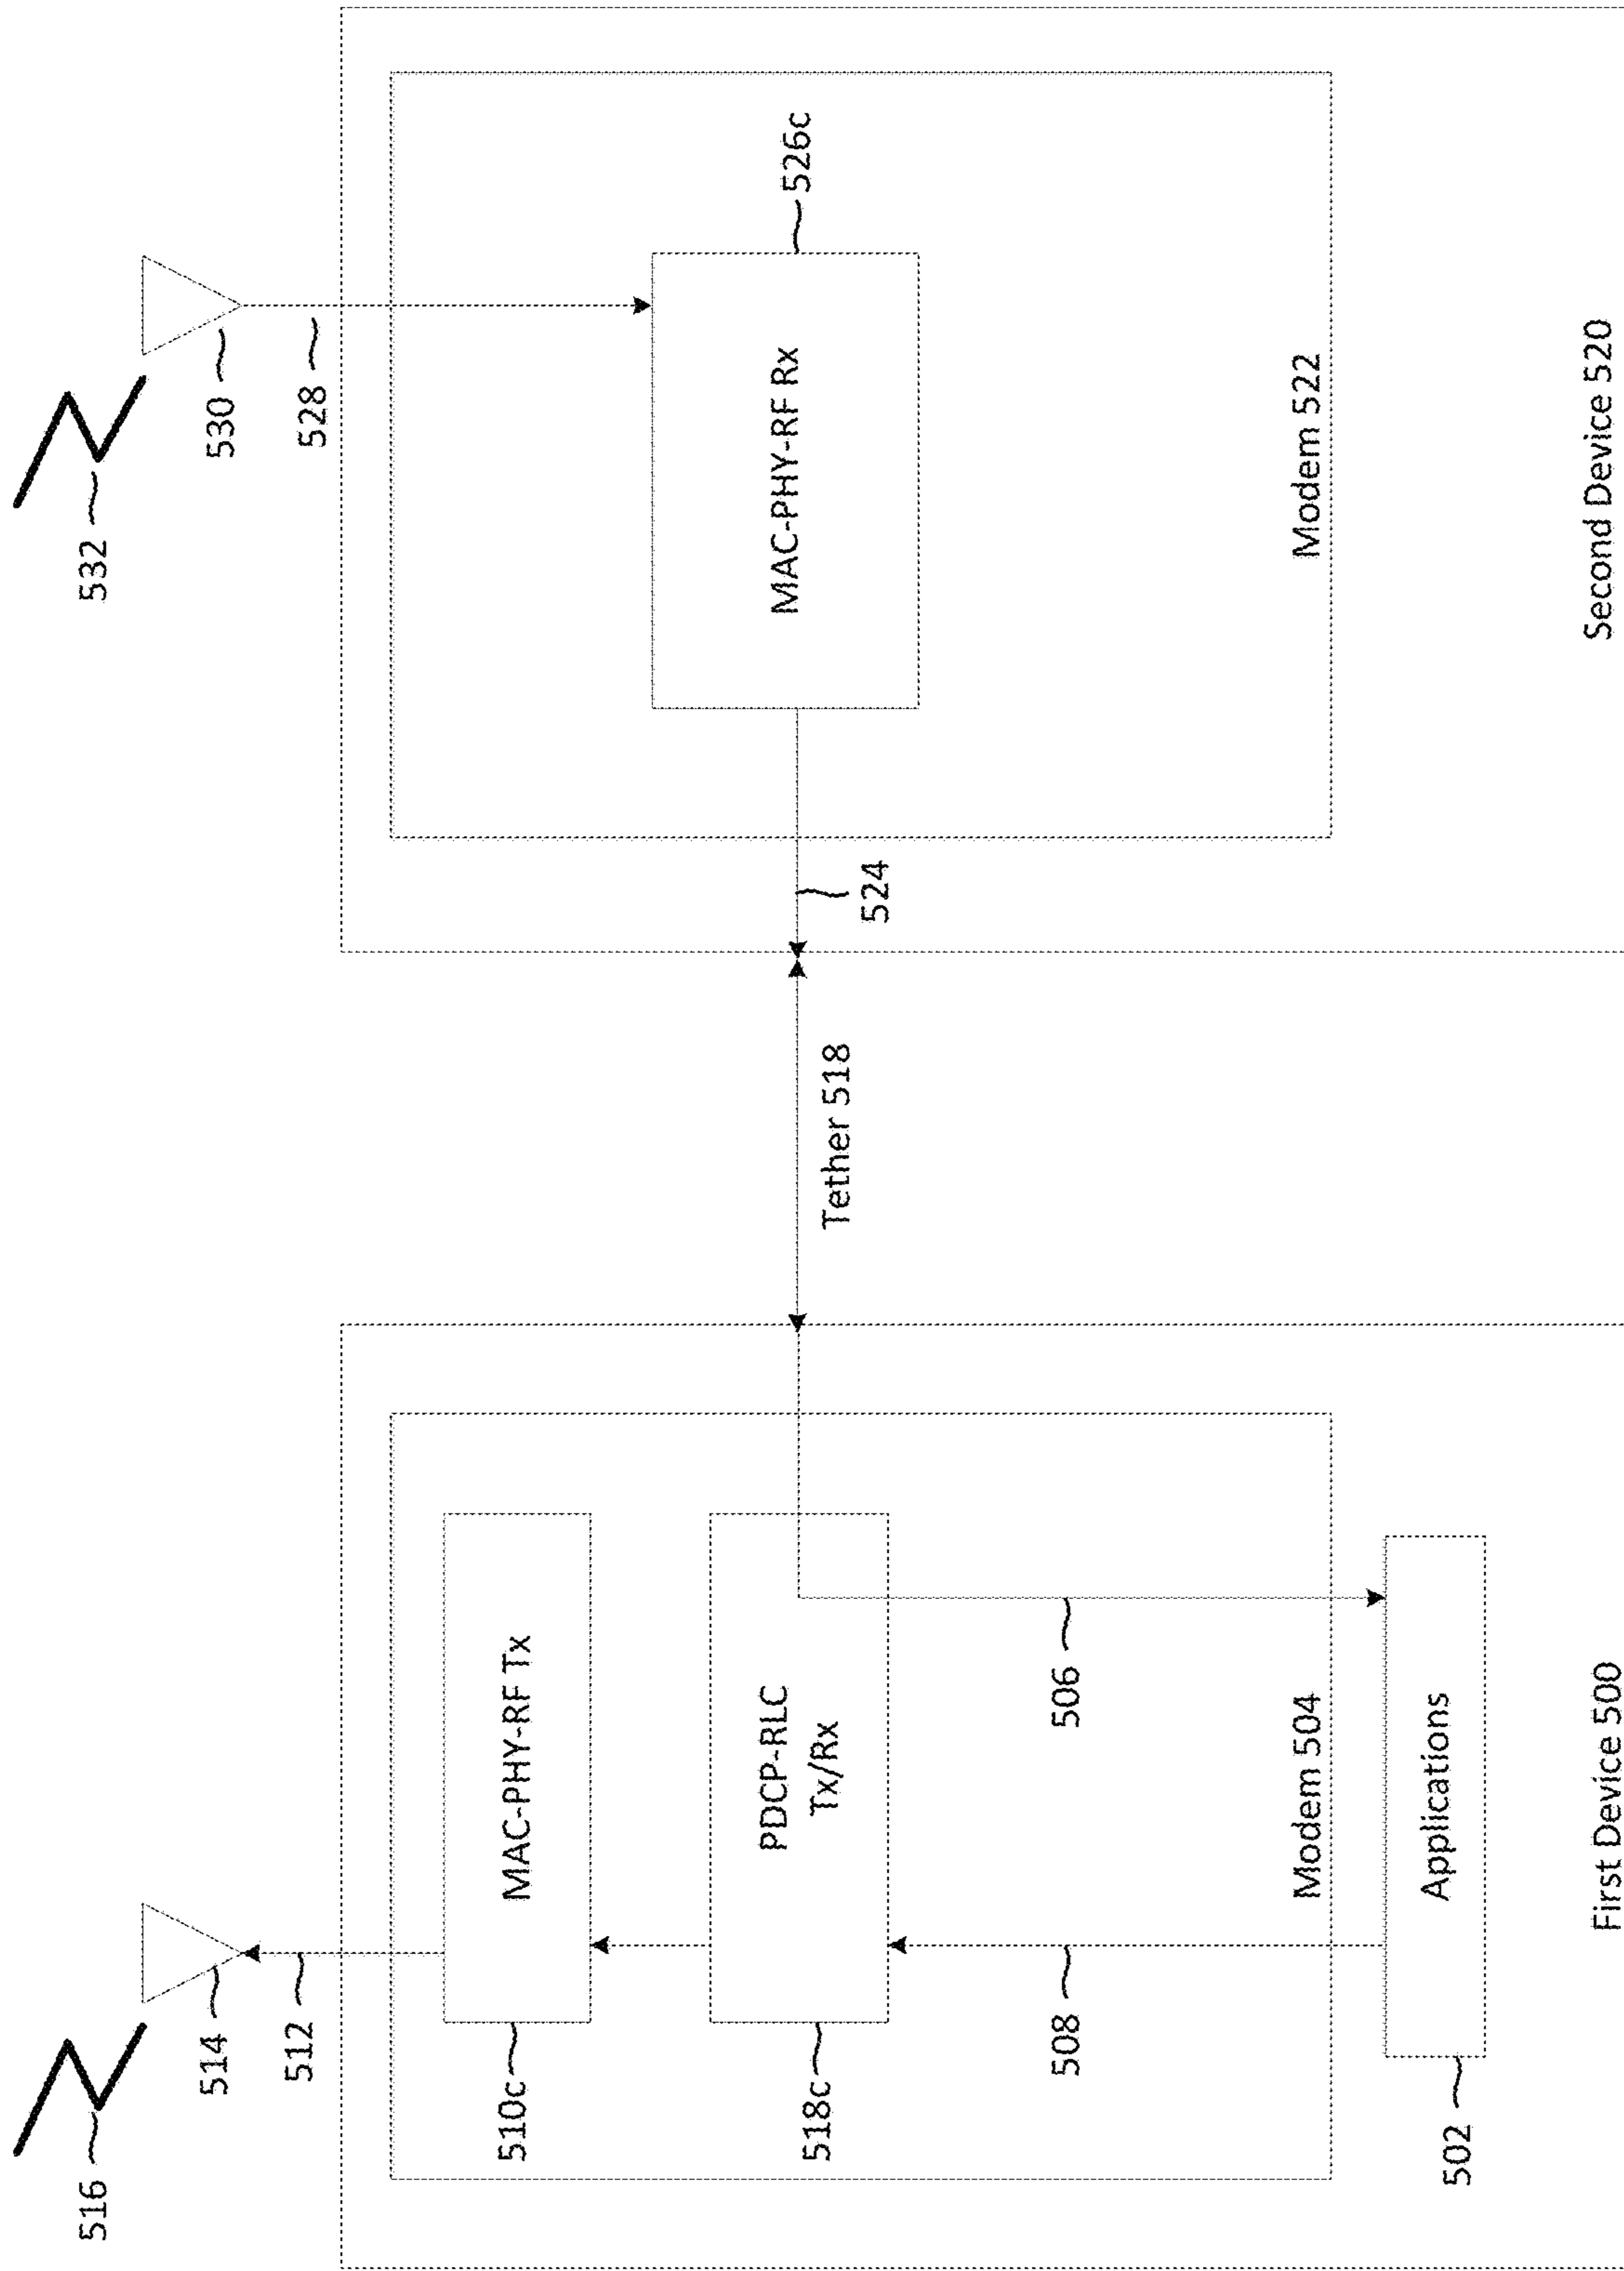 516
514
512
MAC-PHY-RF Tx
510c
PDCP-RLC
Tx/Rx
518c
508
506
Modem 504
Applications
502
First Device 500
Tether 518
532
530
528
MAC-PHY-RF Rx
526c
524
Modem 522
Second Device 520